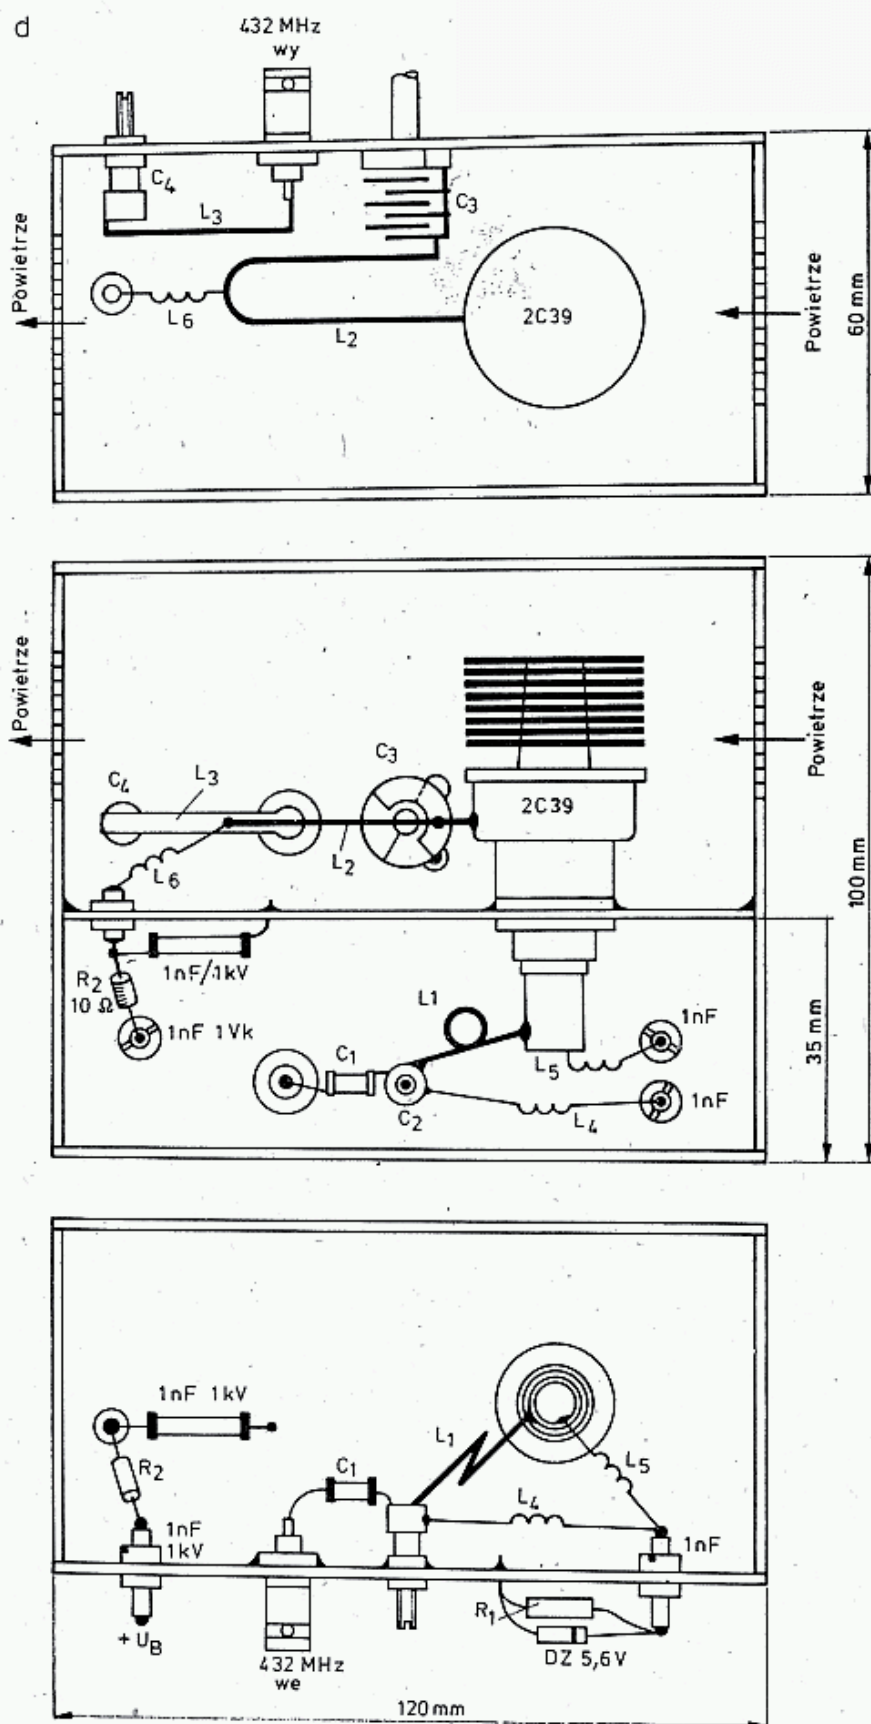 d
432 MHz
wy
C4
L3
C3
Powietrze
L6
L2
2C39
Powietrze
60 mm
Powietrze
C4
L3
C3
2C39
Powietrze
L2
L6
100 mm
1nF/1kV
R2
10 Ω
1nF 1Vk
L1
1nF
35 mm
C1
L5
C2
L4
1nF
1nF 1kV
L1
R2
C1
L5
L4
1nF
1kV
1nF
R1
+ UB
432 MHz
we
DZ 5,6 V
120 mm